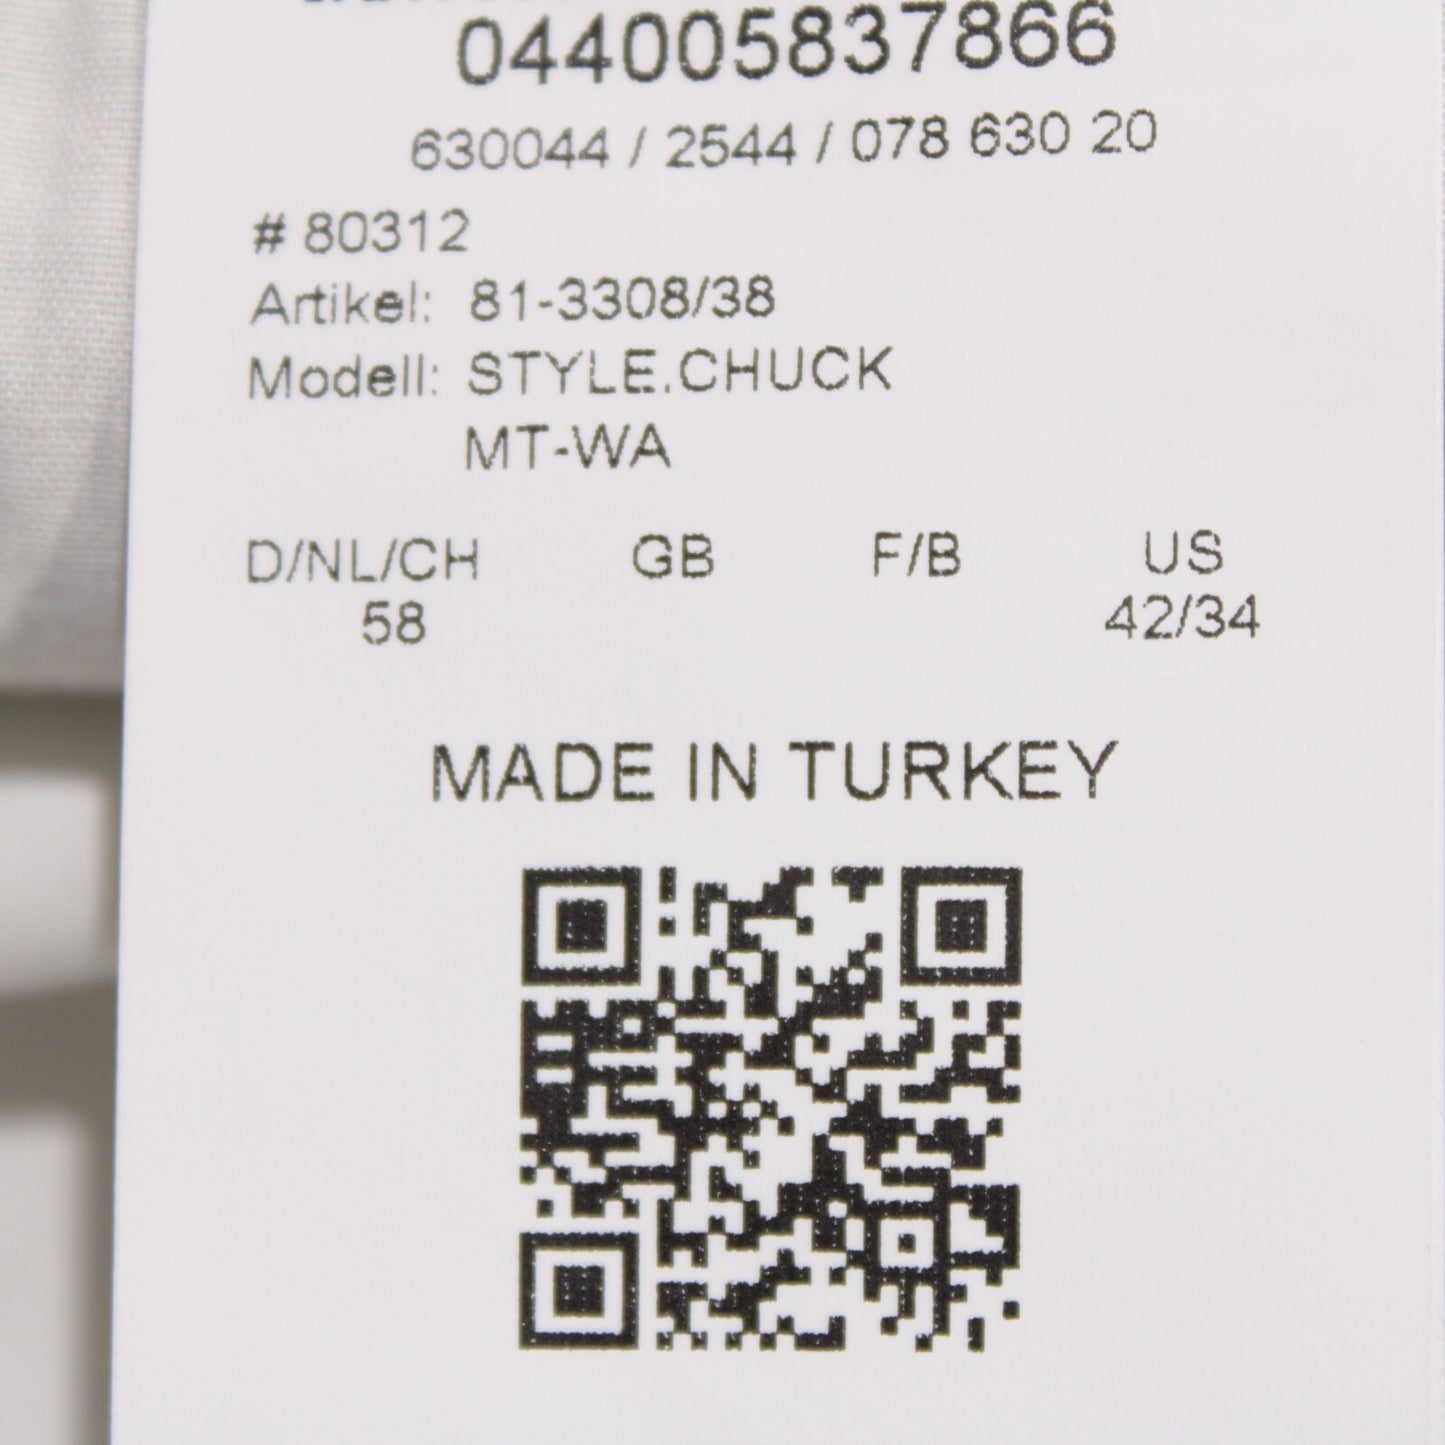 044005837866
630044 / 2544 / 078 630 20
# 80312
Artikel: 81-3308/38
Modell: STYLE.CHUCK
MT-WA
D/NL/CH GB F/B US
58 42/34
MADE IN TURKEY